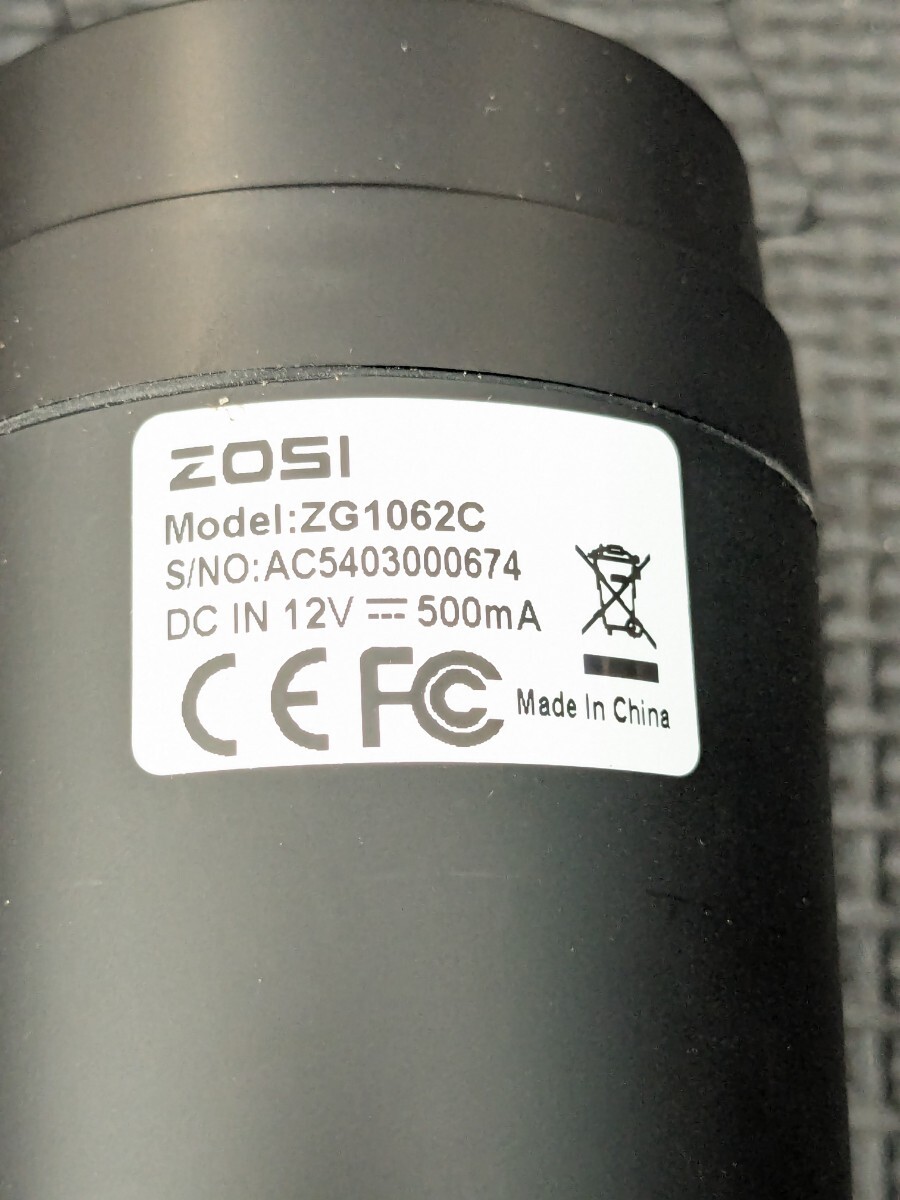 ZOSI
Model:ZG1062C
S/NO:AC5403000674
DC IN 12V ⎓ 500mA
CE FC Made In China